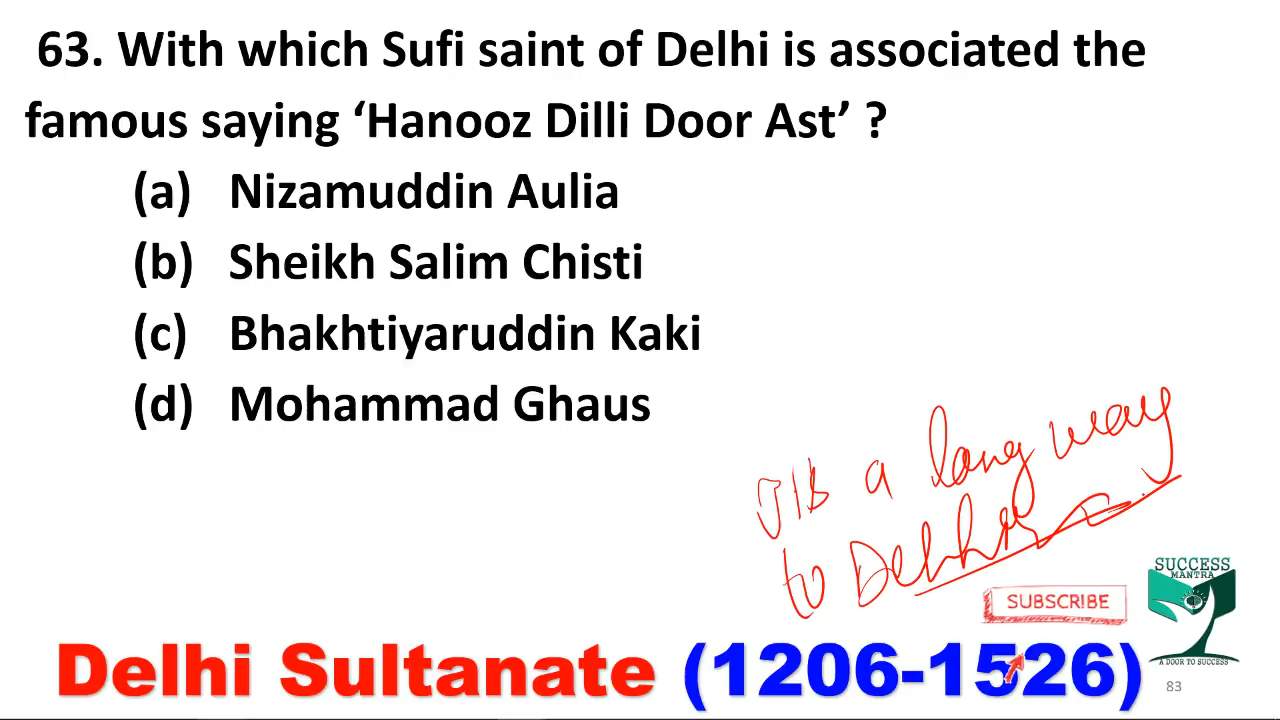 63. With which Sufi saint of Delhi is associated the
famous saying ‘Hanooz Dilli Door Ast’ ?
(a) Nizamuddin Aulia
(b) Sheikh Salim Chisti
(c) Bhakhtiyaruddin Kaki
(d) Mohammad Ghaus
a long way
to Delhi
SUBSCRIBE
SUCCESS
MANTRA
A DOOR TO SUCCESS
Delhi Sultanate (1206-1526)
83